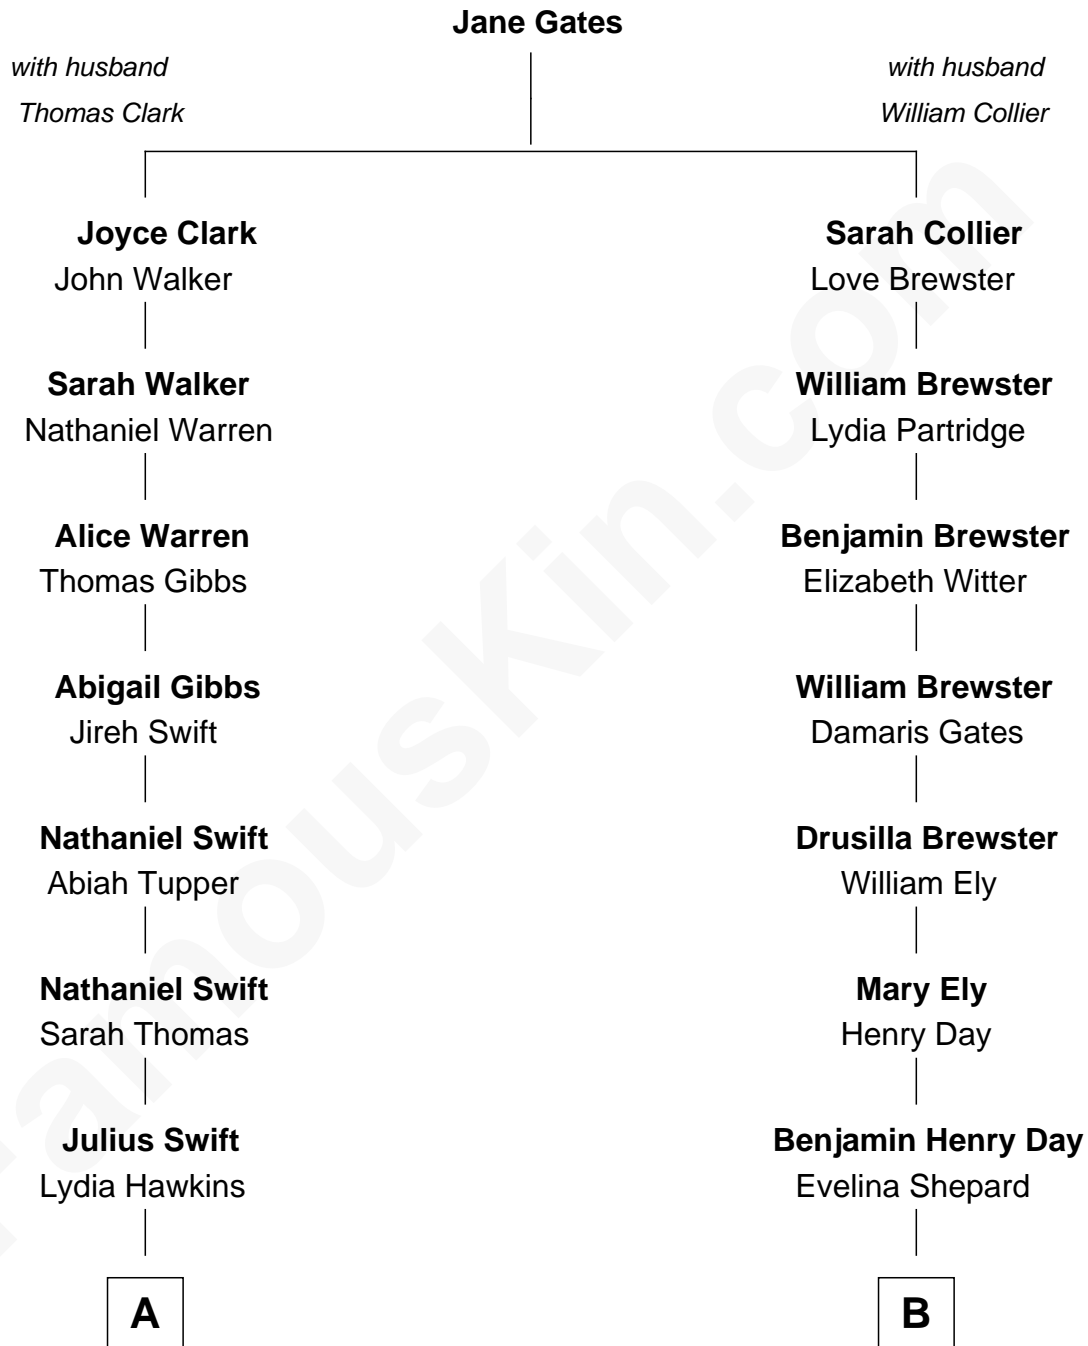 Jane Gates
with husband
Thomas Clark
with husband
William Collier
Joyce Clark
John Walker
Sarah Collier
Love Brewster
Sarah Walker
Nathaniel Warren
William Brewster
Lydia Partridge
Alice Warren
Thomas Gibbs
Benjamin Brewster
Elizabeth Witter
Abigail Gibbs
Jireh Swift
William Brewster
Damaris Gates
Nathaniel Swift
Abiah Tupper
Drusilla Brewster
William Ely
Nathaniel Swift
Sarah Thomas
Mary Ely
Henry Day
Julius Swift
Lydia Hawkins
Benjamin Henry Day
Evelina Shepard
A
B
FamousKin.com